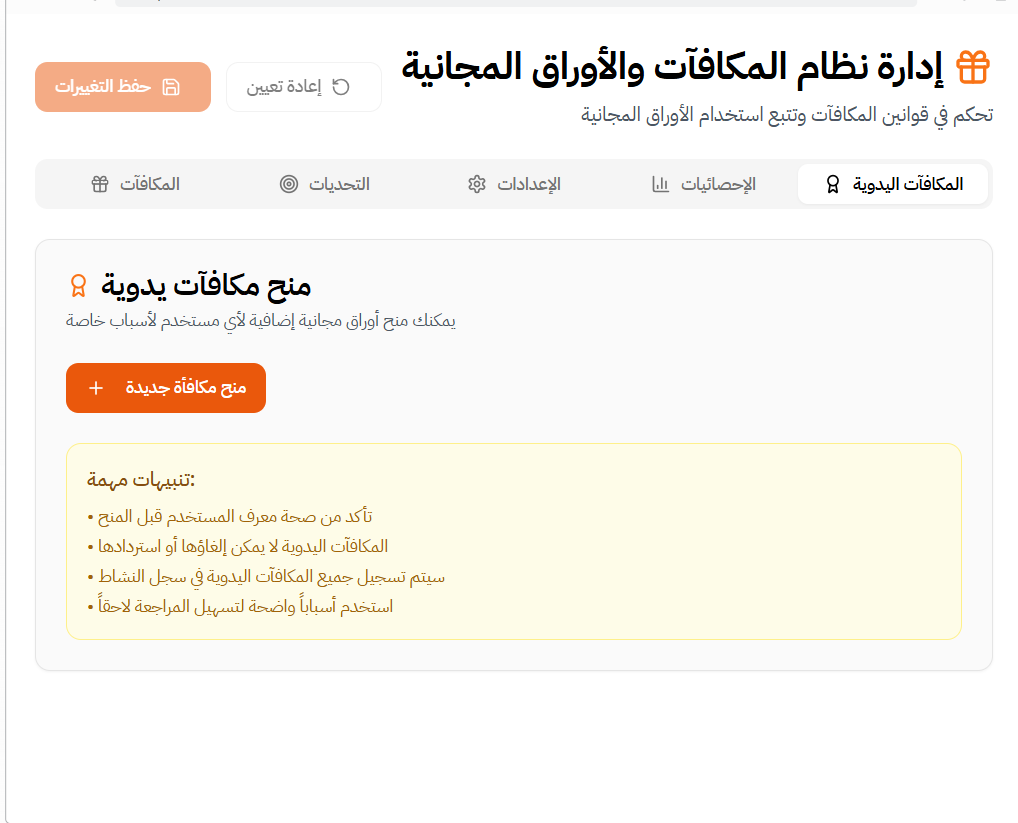 إدارة نظام المكافآت والأوراق المجانية
تحكم في قوانين المكافآت وتتبع استخدام الأوراق المجانية
إعادة تعيين
حفظ التغييرات
المكافآت اليدوية
الإحصائيات
الإعدادات
التحديات
المكافآت
منح مكافآت يدوية
يمكنك منح أوراق مجانية إضافية لأي مستخدم لأسباب خاصة
منح مكافأة جديدة
تنبيهات مهمة:
• تأكد من صحة معرف المستخدم قبل المنح
• المكافآت اليدوية لا يمكن إلغاؤها أو استردادها
• سيتم تسجيل جميع المكافآت اليدوية في سجل النشاط
• استخدم أسباباً واضحة لتسهيل المراجعة لاحقاً